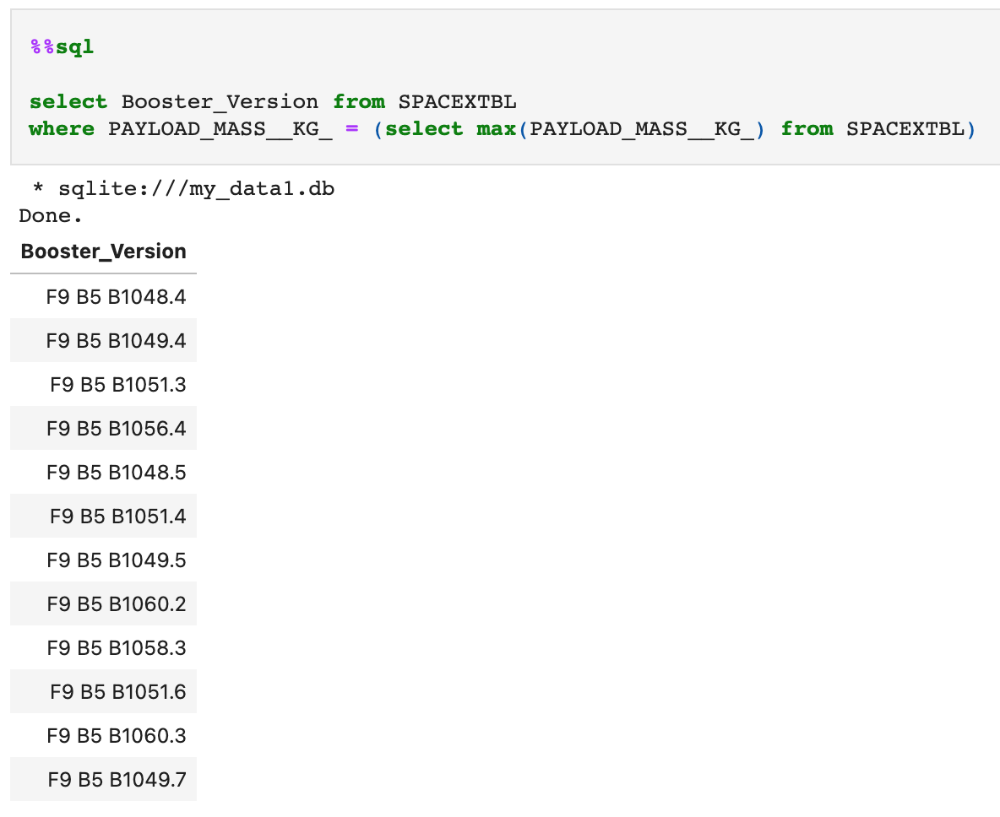 %%sql
select Booster_Version from SPACEXTBL
where PAYLOAD_MASS__KG_ = (select max(PAYLOAD_MASS__KG_) from SPACEXTBL)
* sqlite:///my_data1.db
Done.
Booster_Version
F9 B5 B1048.4
F9 B5 B1049.4
F9 B5 B1051.3
F9 B5 B1056.4
F9 B5 B1048.5
F9 B5 B1051.4
F9 B5 B1049.5
F9 B5 B1060.2
F9 B5 B1058.3
F9 B5 B1051.6
F9 B5 B1060.3
F9 B5 B1049.7